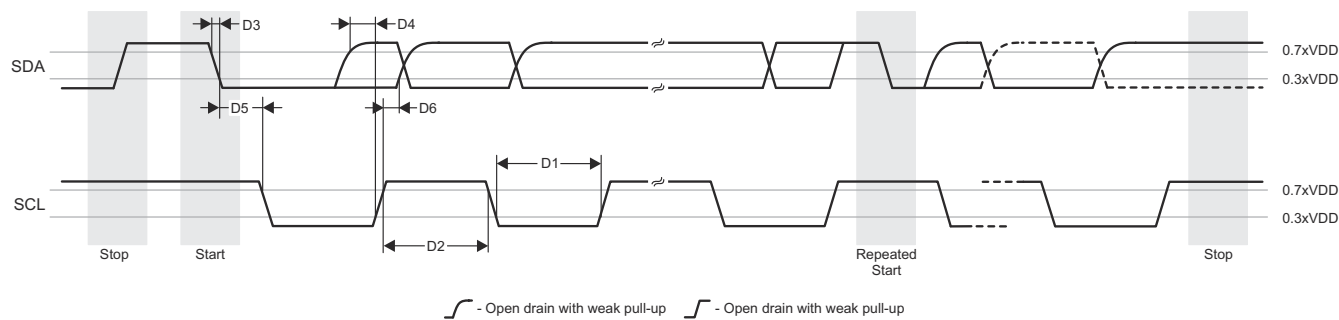 D3
D4
SDA
0.7xVDD
0.3xVDD
D5
D6
D1
SCL
0.7xVDD
0.3xVDD
D2
Stop
Start
Repeated
Start
Stop
- Open drain with weak pull-up
- Open drain with weak pull-up